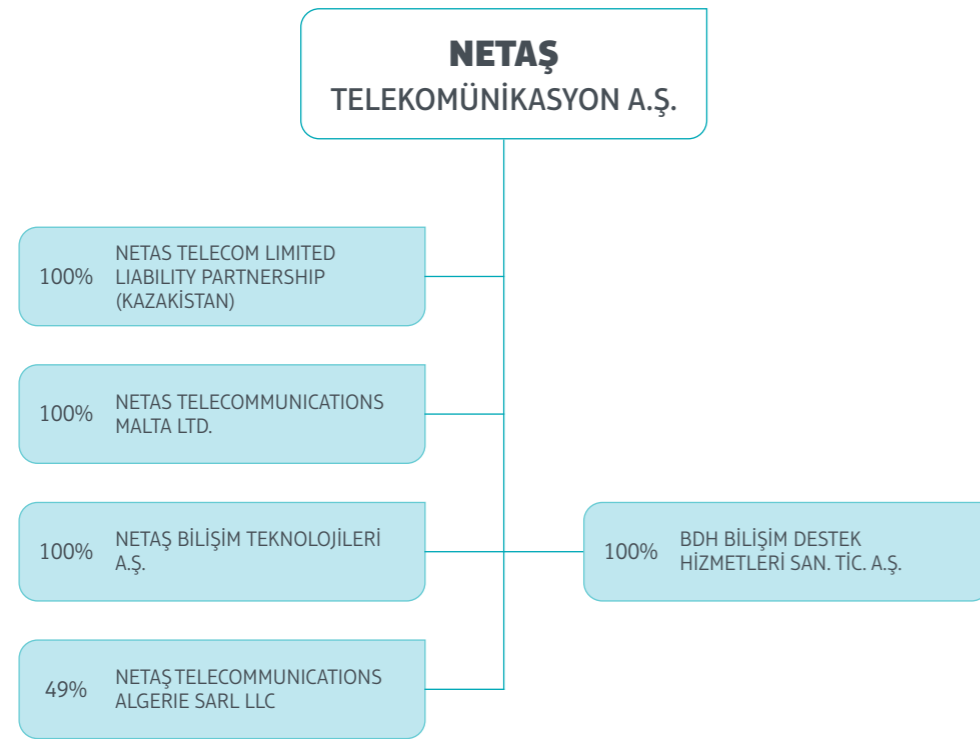 NETAŞ
TELEKOMÜNİKASYON A.Ş.
100%
NETAS TELECOM LIMITED
LIABILITY PARTNERSHIP
(KAZAKİSTAN)
100%
NETAS TELECOMMUNICATIONS
MALTA LTD.
100%
NETAŞ BİLİŞİM TEKNOLOJİLERİ
A.Ş.
100%
BDH BİLİŞİM DESTEK
HİZMETLERİ SAN. TİC. A.Ş.
49%
NETAŞ TELECOMMUNICATIONS
ALGERIE SARL LLC